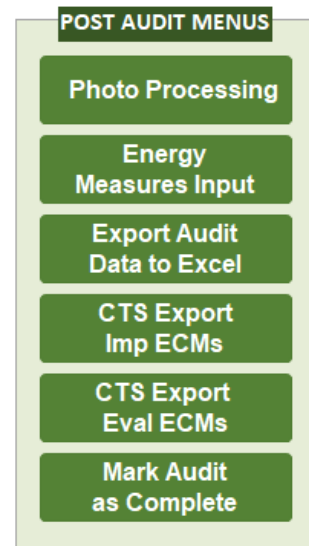 POST AUDIT MENUS
Photo Processing
Energy
Measures Input
Export Audit
Data to Excel
CTS Export
Imp ECMs
CTS Export
Eval ECMs
Mark Audit
as Complete